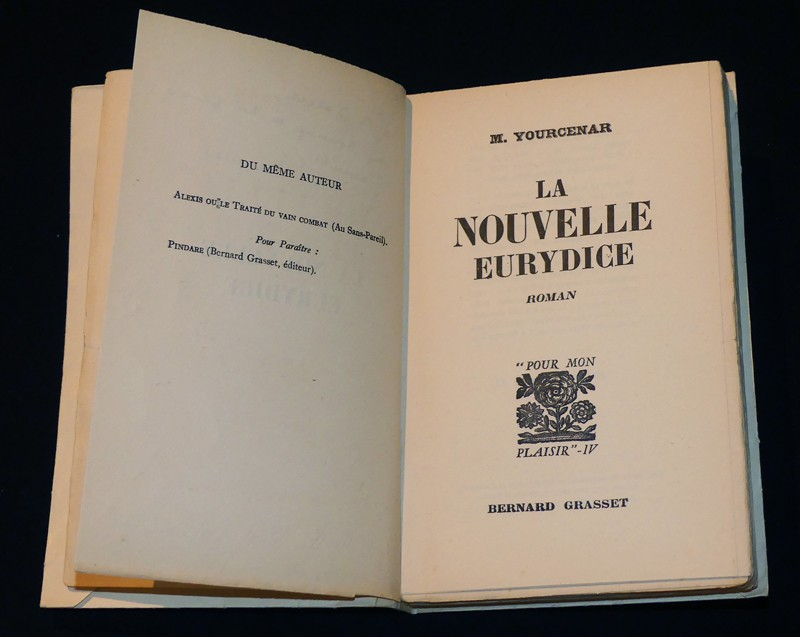 DU MÊME AUTEUR
ALEXIS OU LE TRAITÉ DU VAIN COMBAT (Au Sans-Pareil).
Pour Paraître :
PINDARE (Bernard Grasset, éditeur).
M. YOURCENAR
LA
NOUVELLE
EURYDICE
ROMAN
"POUR MON
PLAISIR"-IV
BERNARD GRASSET